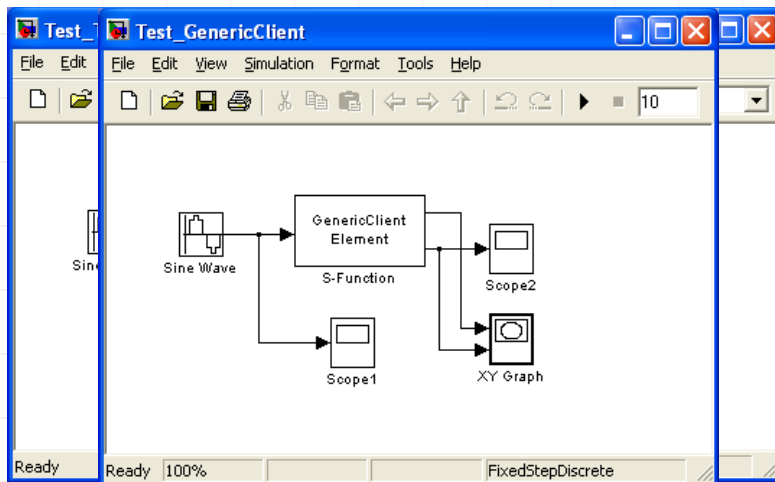 Test_T
File Edit
Sine
Ready
Test_GenericClient
File Edit View Simulation Format Tools Help
10
GenericClient
Element
Sine Wave
S-Function
Scope2
Scope1
XY Graph
Ready 100% FixedStepDiscrete